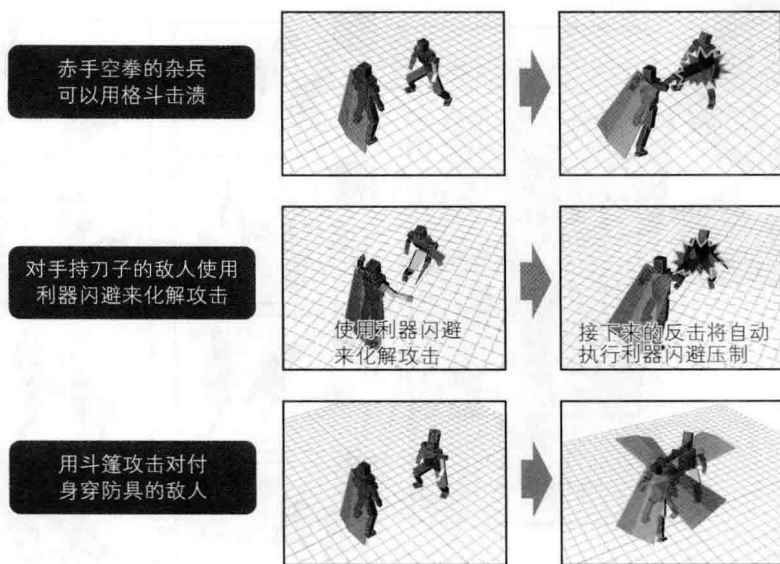 赤手空拳的杂兵
可以用格斗击溃
对手持刀子的敌人使用
利器闪避来化解攻击
使用利器闪避
来化解攻击
接下来的反击将自动
执行利器闪避压制
用斗篷攻击对付
身穿防具的敌人